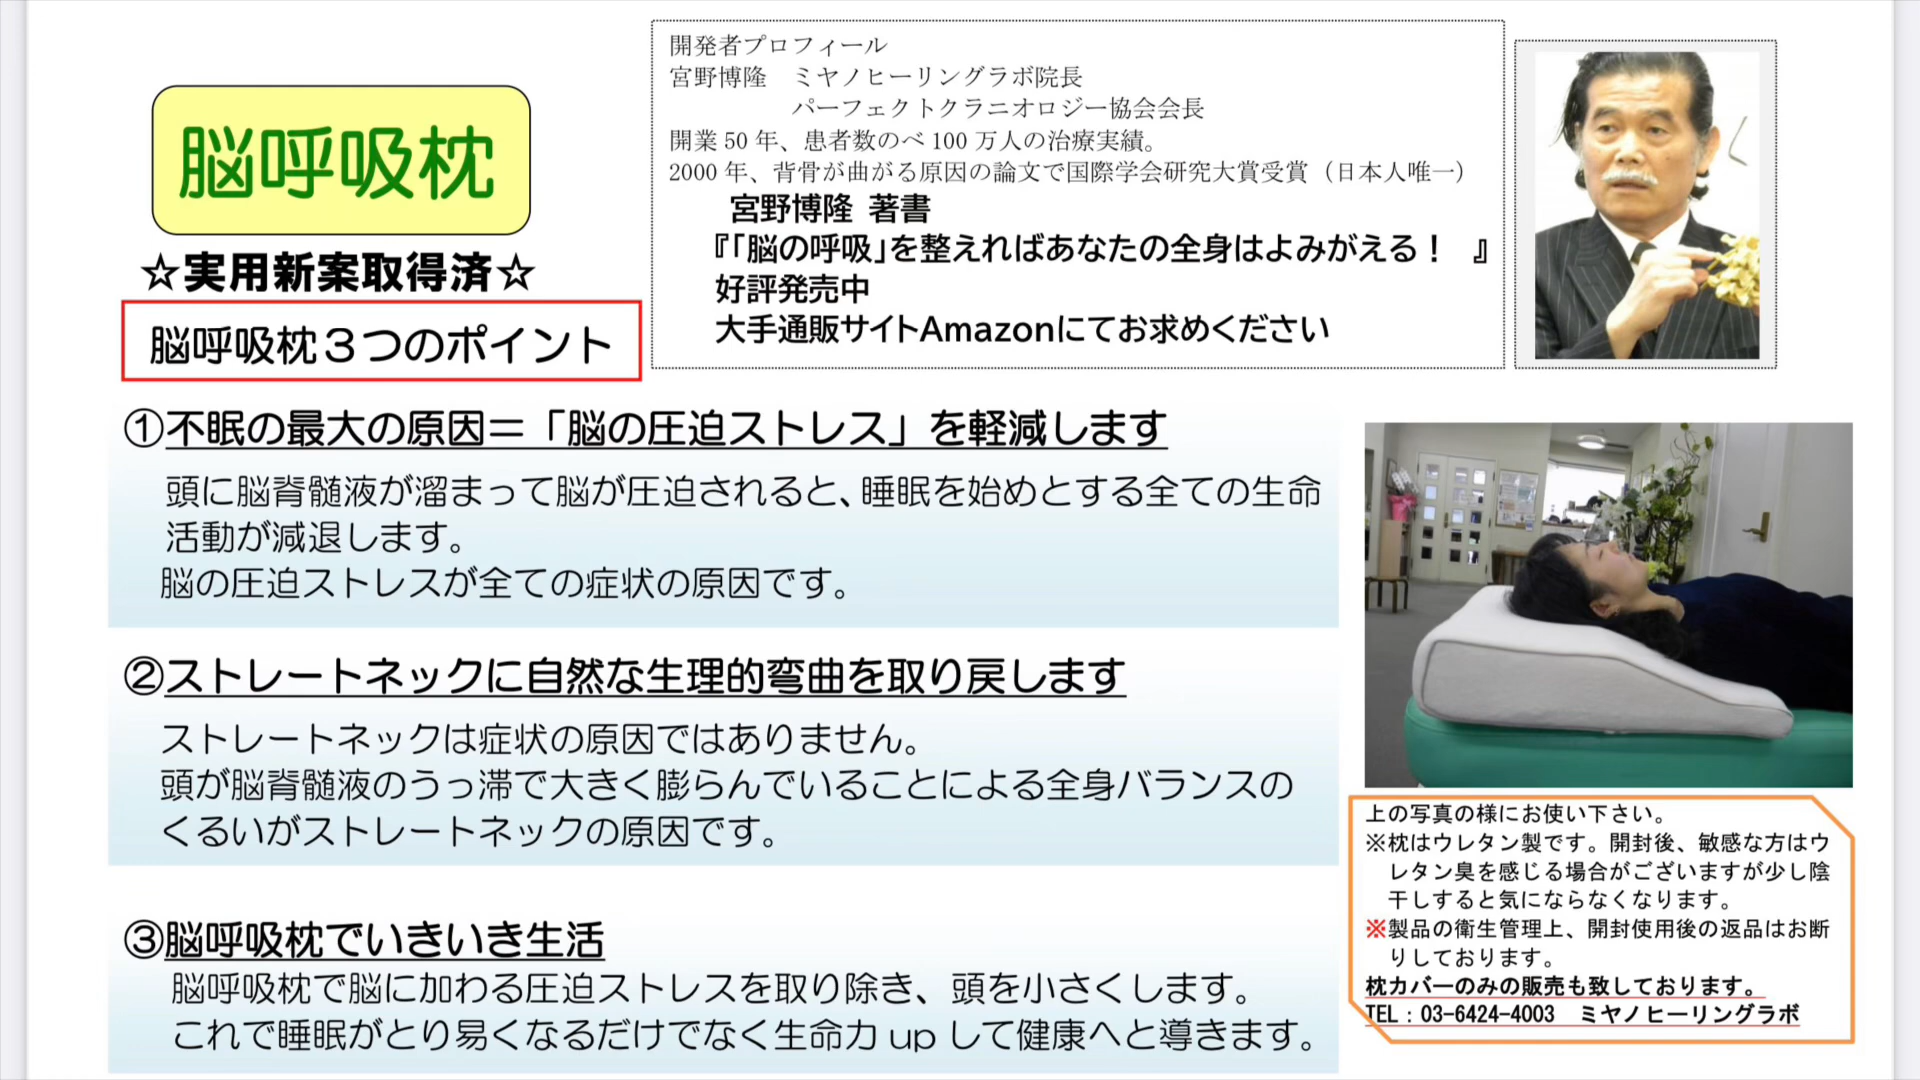 脳呼吸枕
☆実用新案取得済☆
脳呼吸枕３つのポイント
開発者プロフィール
宮野博隆　ミヤノヒーリングラボ院長
パーフェクトクラニオロジー協会会長
開業 50 年、患者数のべ 100 万人の治療実績。
2000 年、背骨が曲がる原因の論文で国際学会研究大賞受賞（日本人唯一）
宮野博隆 著書
『「脳の呼吸」を整えればあなたの全身はよみがえる！　』
好評発売中
大手通販サイトAmazonにてお求めください
①不眠の最大の原因＝「脳の圧迫ストレス」を軽減します
頭に脳脊髄液が溜まって脳が圧迫されると、睡眠を始めとする全ての生命
活動が減退します。
脳の圧迫ストレスが全ての症状の原因です。
②ストレートネックに自然な生理的弯曲を取り戻します
ストレートネックは症状の原因ではありません。
頭が脳脊髄液のうっ滞で大きく膨らんでいることによる全身バランスの
くるいがストレートネックの原因です。
③脳呼吸枕でいきいき生活
脳呼吸枕で脳に加わる圧迫ストレスを取り除き、頭を小さくします。
これで睡眠がとり易くなるだけでなく生命力 up して健康へと導きます。
上の写真の様にお使い下さい。
※枕はウレタン製です。開封後、敏感な方はウ
レタン臭を感じる場合がございますが少し陰
干しすると気にならなくなります。
※製品の衛生管理上、開封使用後の返品はお断
りしております。
枕カバーのみの販売も致しております。
TEL：03-6424-4003　ミヤノヒーリングラボ